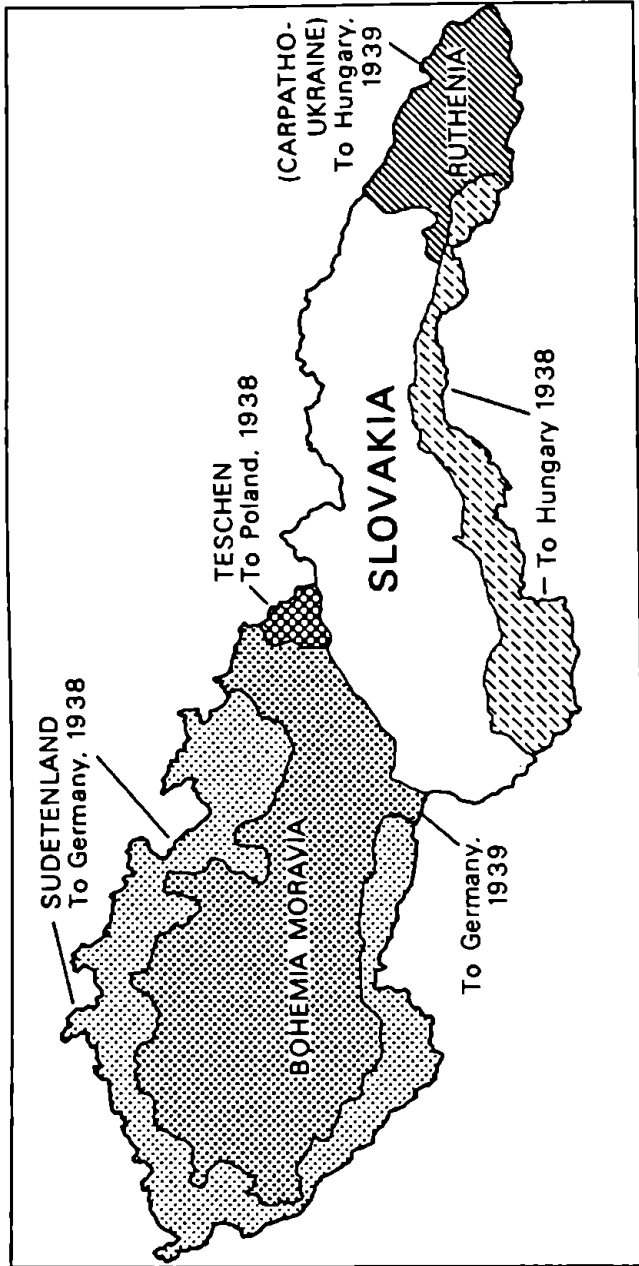 SUDETENLAND
To Germany, 1938
TESCHEN
To Poland, 1938
(CARPATHO-
UKRAINE)
To Hungary,
1939
RUTHENIA
BOHEMIA MORAVIA
SLOVAKIA
To Germany,
1939
To Hungary 1938